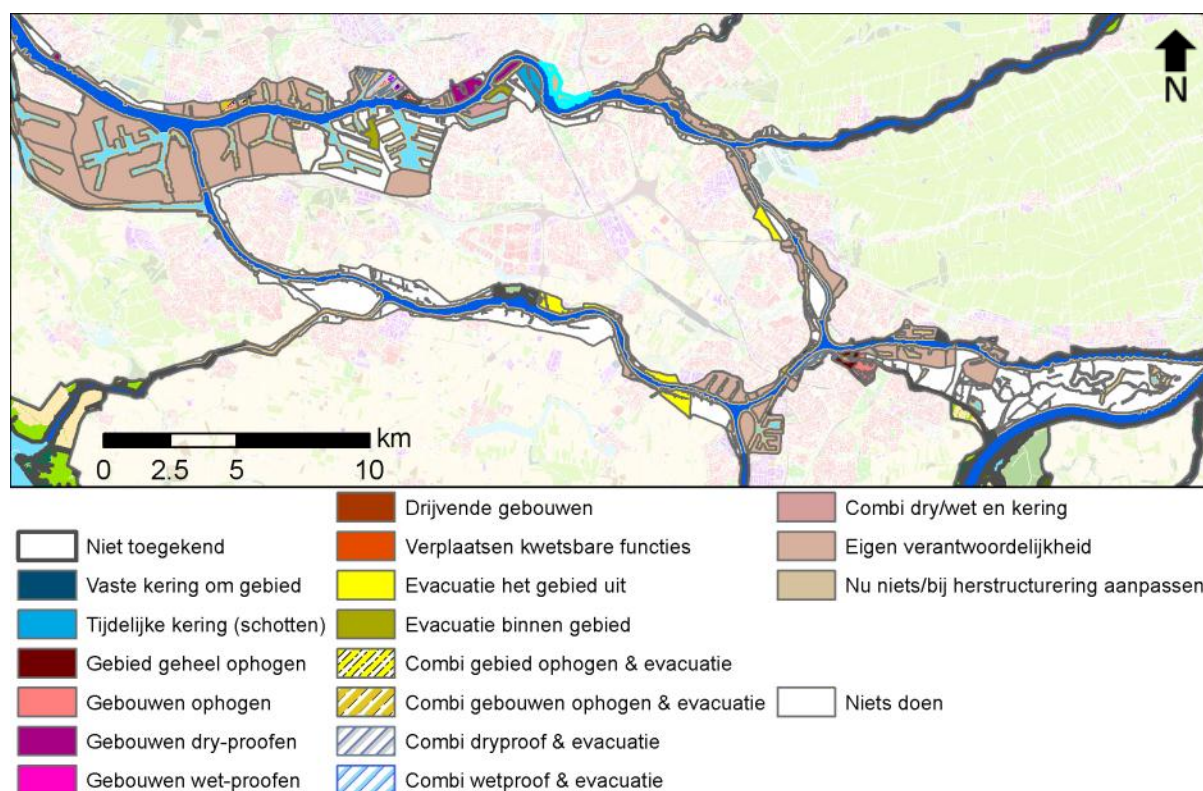 N
km
0 2.5 5 10
Drijvende gebouwen
Combi dry/wet en kering
Niet toegekend
Verplaatsen kwetsbare functies
Eigen verantwoordelijkheid
Vaste kering om gebied
Evacuatie het gebied uit
Nu niets/bij herstructurering aanpassen
Tijdelijke kering (schotten)
Evacuatie binnen gebied
Gebied geheel ophogen
Combi gebied ophogen & evacuatie
Gebouwen ophogen
Combi gebouwen ophogen & evacuatie
Niets doen
Gebouwen dry-proofen
Combi dryproof & evacuatie
Gebouwen wet-proofen
Combi wetproof & evacuatie